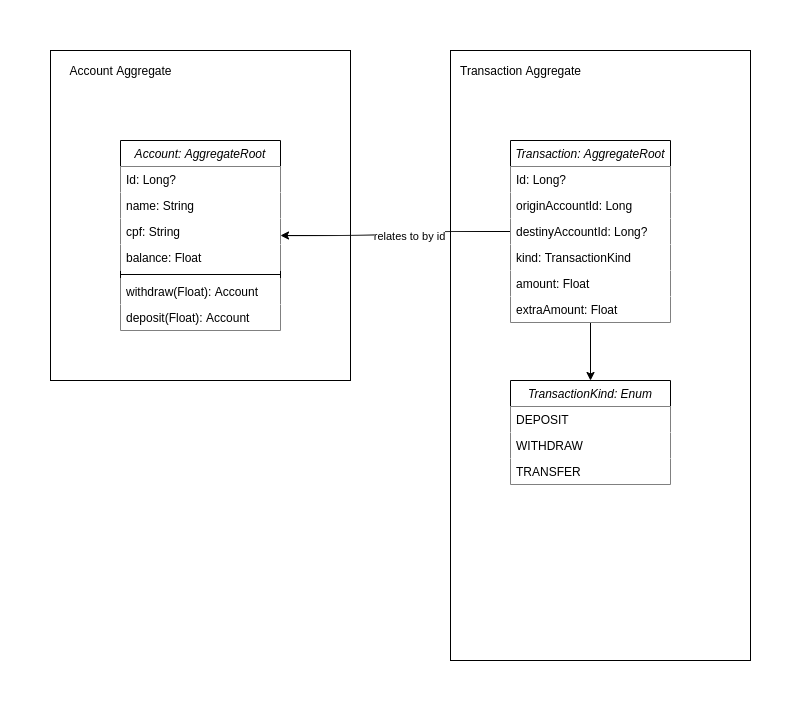 Account Aggregate
Account: AggregateRoot
Id: Long?
name: String
cpf: String
balance: Float
withdraw(Float): Account
deposit(Float): Account
relates to by id
Transaction Aggregate
Transaction: AggregateRoot
Id: Long?
originAccountId: Long
destinyAccountId: Long?
kind: TransactionKind
amount: Float
extraAmount: Float
TransactionKind: Enum
DEPOSIT
WITHDRAW
TRANSFER